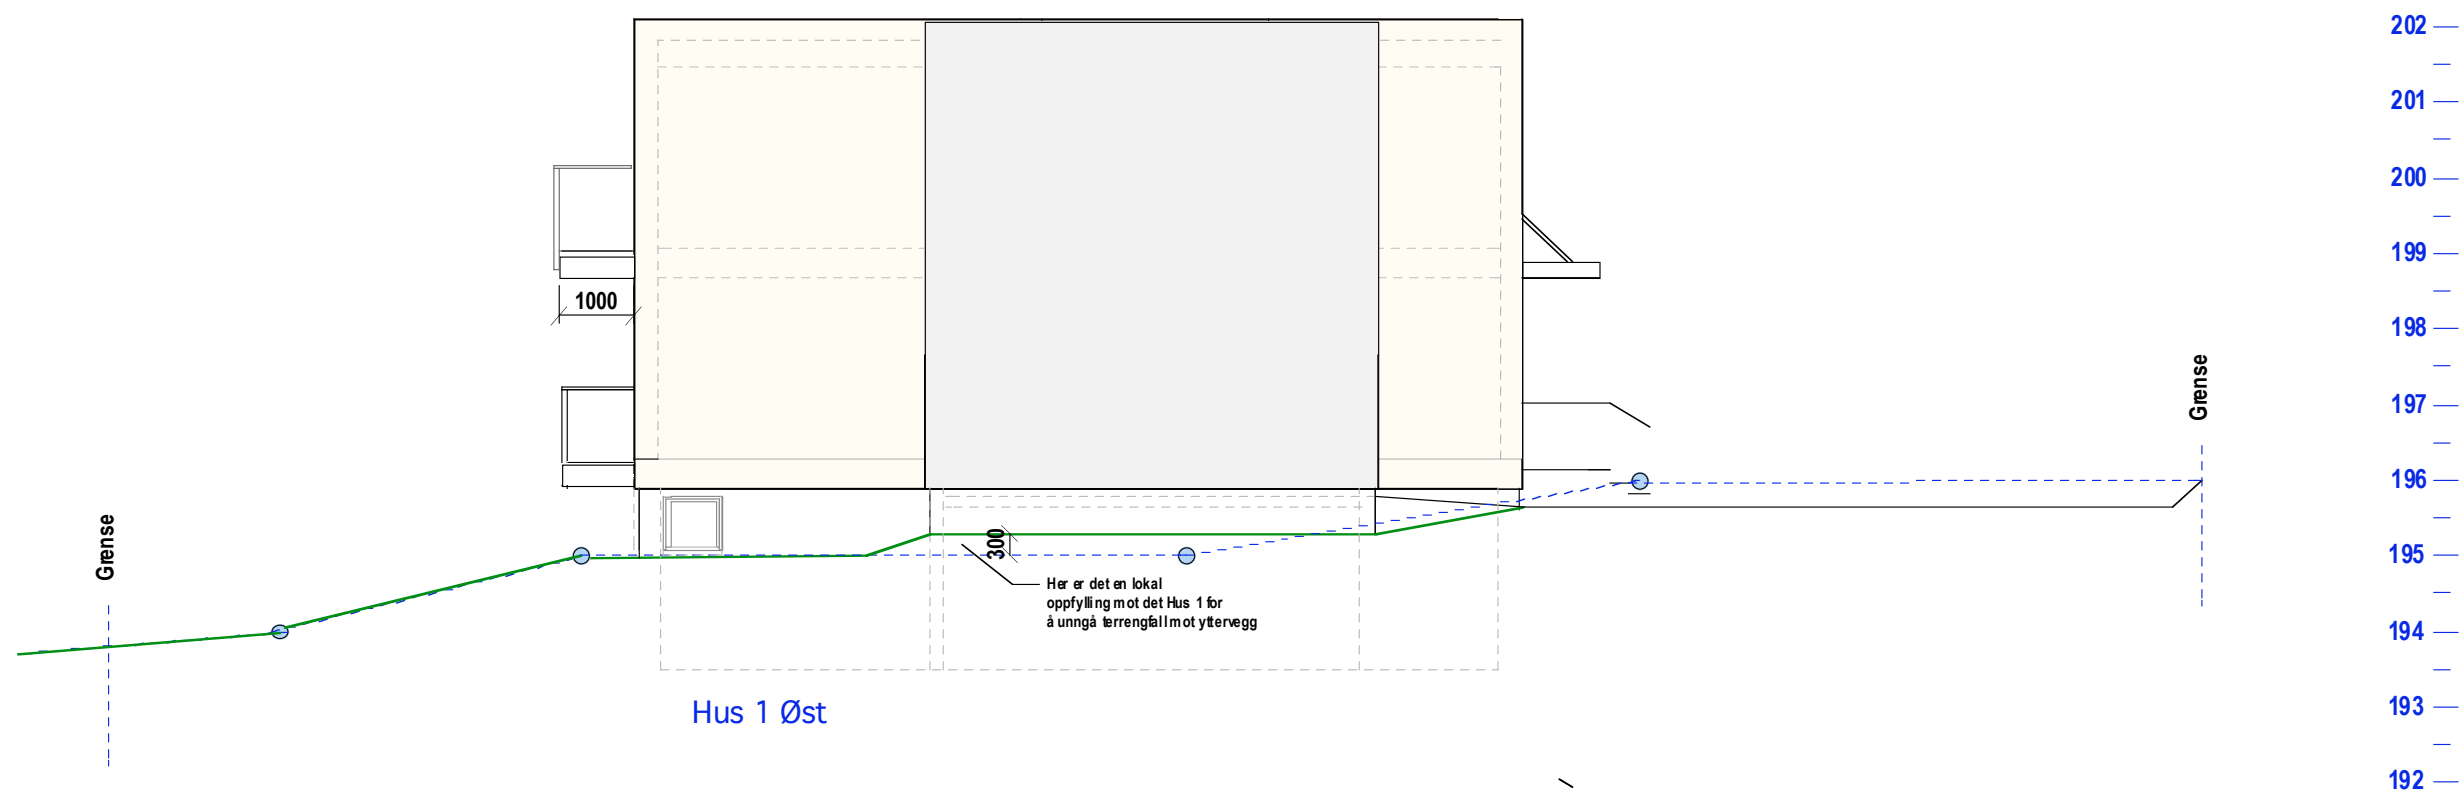 202
201
200
199
1000
198
197
Grense
196
300
195
Grense
Her er det en lokal
oppfylling mot det Hus 1 for
å unngå terrengfall mot yttervegg
194
Hus 1 Øst
193
192